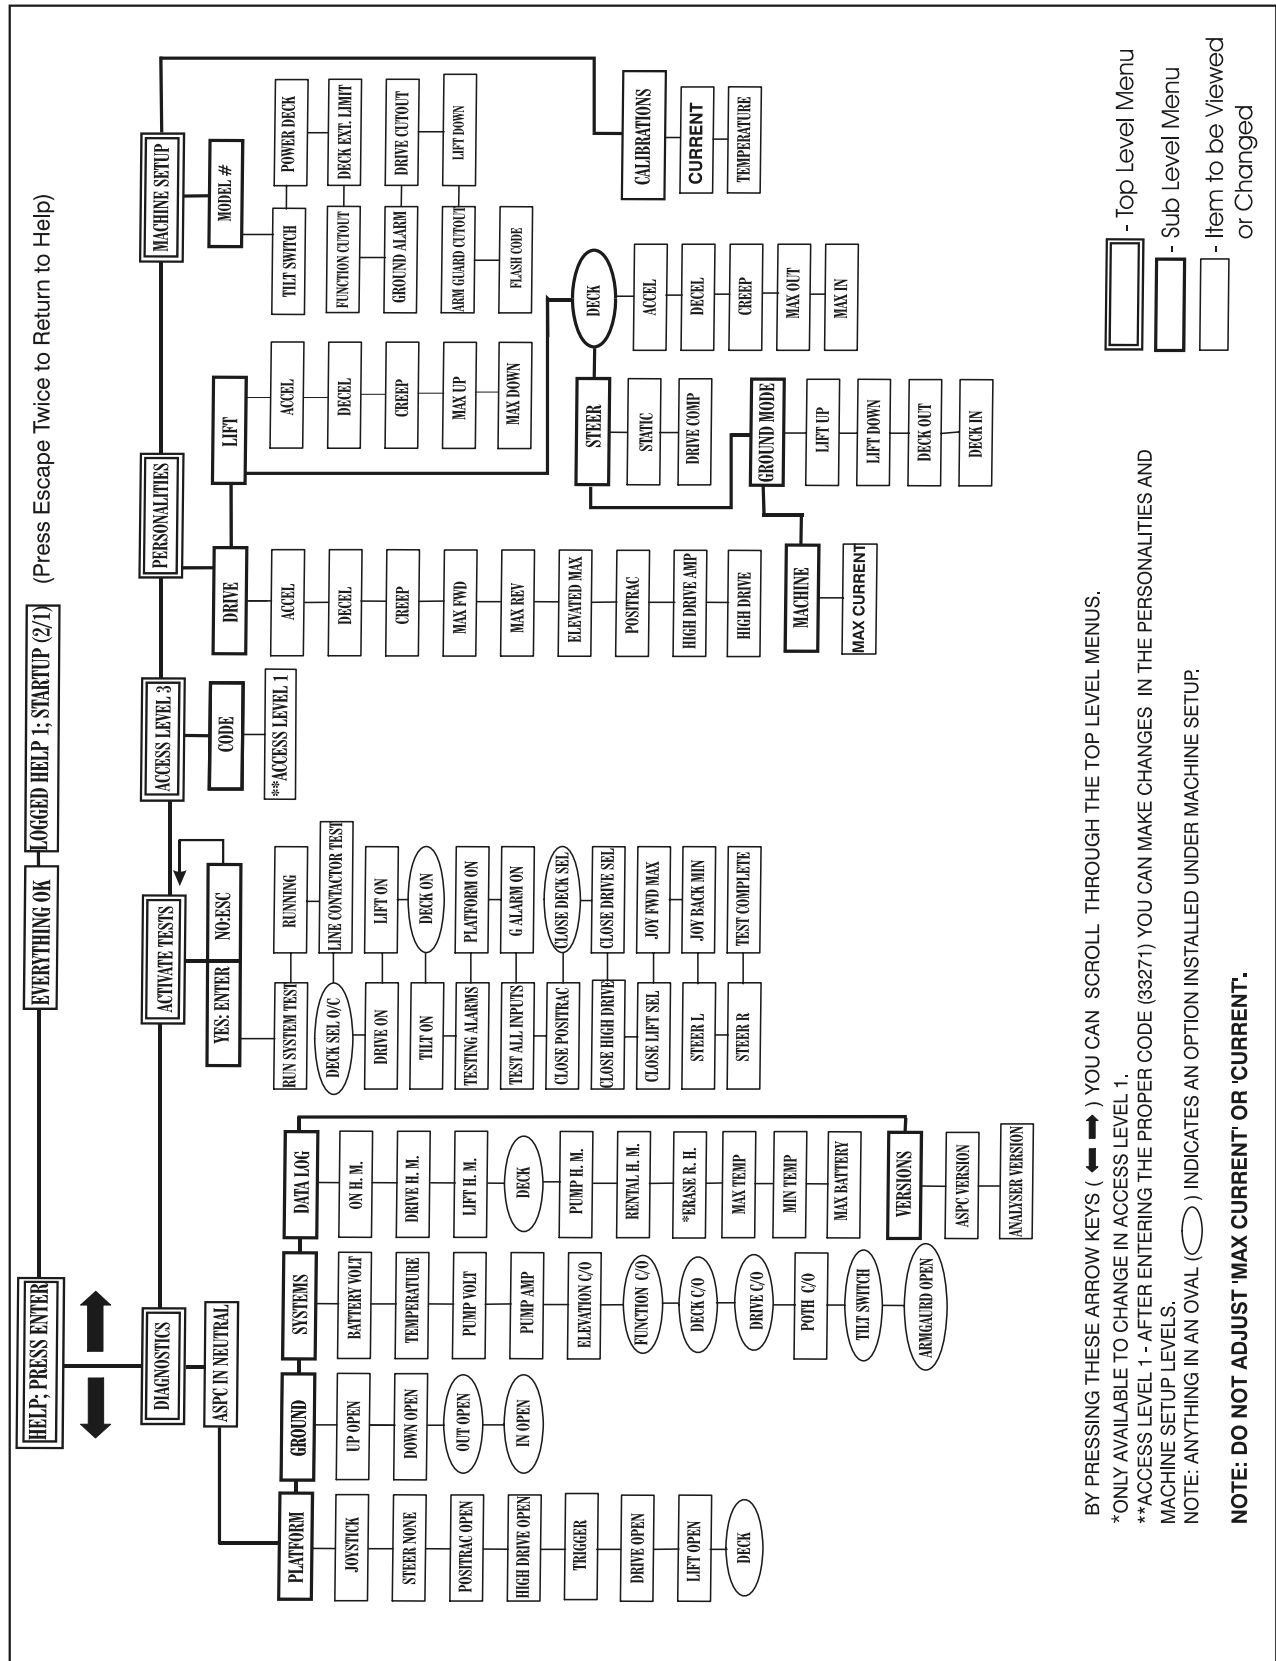 HELP; PRESS ENTER
EVERYTHING OK
LOGGED HELP 1; STARTUP (2/1)
(Press Escape Twice to Return to Help)
DIAGNOSTICS
ACTIVATE TESTS
ACCESS LEVEL 3
PERSONALITIES
MACHINE SETUP
ASPC IN NEUTRAL
PLATFORM
JOYSTICK
STEER NONE
POSITRAC OPEN
HIGH DRIVE OPEN
TRIGGER
DRIVE OPEN
LIFT OPEN
DECK
GROUND
UP OPEN
DOWN OPEN
OUT OPEN
IN OPEN
SYSTEMS
BATTERY VOLT
TEMPERATURE
PUMP VOLT
PUMP AMP
ELEVATION C/O
FUNCTION C/O
DECK C/O
DRIVE C/O
POTH C/O
TILT SWITCH
ARMGAURD OPEN
DATA LOG
ON H. M.
DRIVE H. M.
LIFT H. M.
DECK
PUMP H. M.
RENTAL H. M.
*ERASE R. H.
MAX TEMP
MIN TEMP
MAX BATTERY
VERSIONS
ASPC VERSION
ANALYSER VERSION
YES: ENTER
NO:ESC
RUN SYSTEM TEST
RUNNING
DECK SEL O/C
LINE CONTACTOR TEST
DRIVE ON
LIFT ON
TILT ON
DECK ON
TESTING ALARMS
PLATFORM ON
TEST ALL INPUTS
G ALARM ON
CLOSE POSITRAC
CLOSE DECK SEL
CLOSE HIGH DRIVE
CLOSE DRIVE SEL
CLOSE LIFT SEL
JOY FWD MAX
STEER L
JOY BACK MIN
STEER R
TEST COMPLETE
CODE
**ACCESS LEVEL 1
DRIVE
ACCEL
DECEL
CREEP
MAX FWD
MAX REV
ELEVATED MAX
POSITRAC
HIGH DRIVE AMP
HIGH DRIVE
LIFT
ACCEL
DECEL
CREEP
MAX UP
MAX DOWN
DECK
ACCEL
DECEL
CREEP
MAX OUT
MAX IN
STEER
STATIC
DRIVE COMP
GROUND MODE
LIFT UP
LIFT DOWN
DECK OUT
DECK IN
MACHINE
MAX CURRENT
MODEL #
TILT SWITCH
POWER DECK
FUNCTION CUTOUT
DECK EXT. LIMIT
GROUND ALARM
DRIVE CUTOUT
ARM GUARD CUTOUT
LIFT DOWN
FLASH CODE
CALIBRATIONS
CURRENT
TEMPERATURE
BY PRESSING THESE ARROW KEYS ( ) YOU CAN SCROLL THROUGH THE TOP LEVEL MENUS.
*ONLY AVAILABLE TO CHANGE IN ACCESS LEVEL 1.
**ACCESS LEVEL 1 - AFTER ENTERING THE PROPER CODE (33271) YOU CAN MAKE CHANGES IN THE PERSONALITIES AND
MACHINE SETUP LEVELS.
NOTE: ANYTHING IN AN OVAL ( ) INDICATES AN OPTION INSTALLED UNDER MACHINE SETUP.
NOTE: DO NOT ADJUST 'MAX CURRENT' OR 'CURRENT'.
- Top Level Menu
- Sub Level Menu
- Item to be Viewed
or Changed